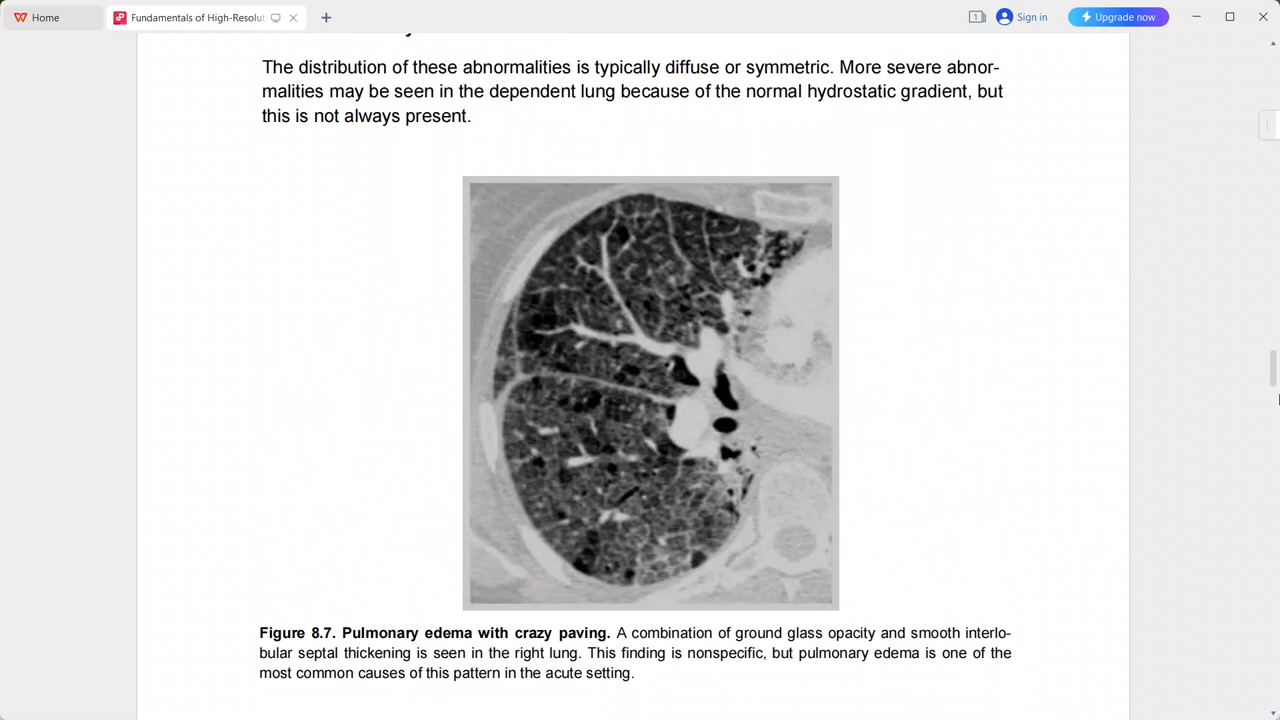 Home
Fundamentals of High-Resolut
1
Sign in
Upgrade now
The distribution of these abnormalities is typically diffuse or symmetric. More severe abnor-
malities may be seen in the dependent lung because of the normal hydrostatic gradient, but
this is not always present.
Figure 8.7. Pulmonary edema with crazy paving. A combination of ground glass opacity and smooth interlo-
bular septal thickening is seen in the right lung. This finding is nonspecific, but pulmonary edema is one of the
most common causes of this pattern in the acute setting.